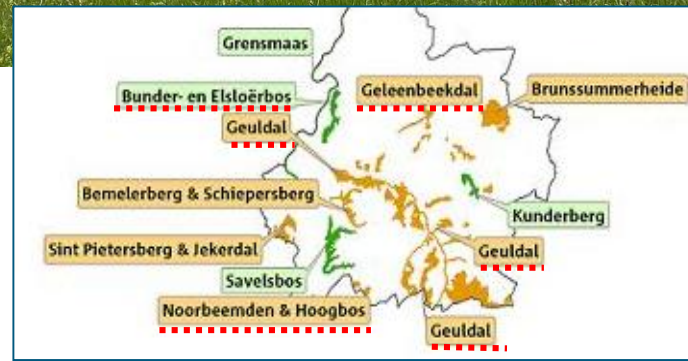 Grensmaas
Bunder- en Elsloërbos
Geleenbeekdal
Brunssummerheide
Geuldal
Bemelerberg & Schiepersberg
Kunderberg
Sint Pietersberg & Jekerdal
Geuldal
Savelsbos
Noorbeemden & Hoogbos
Geuldal